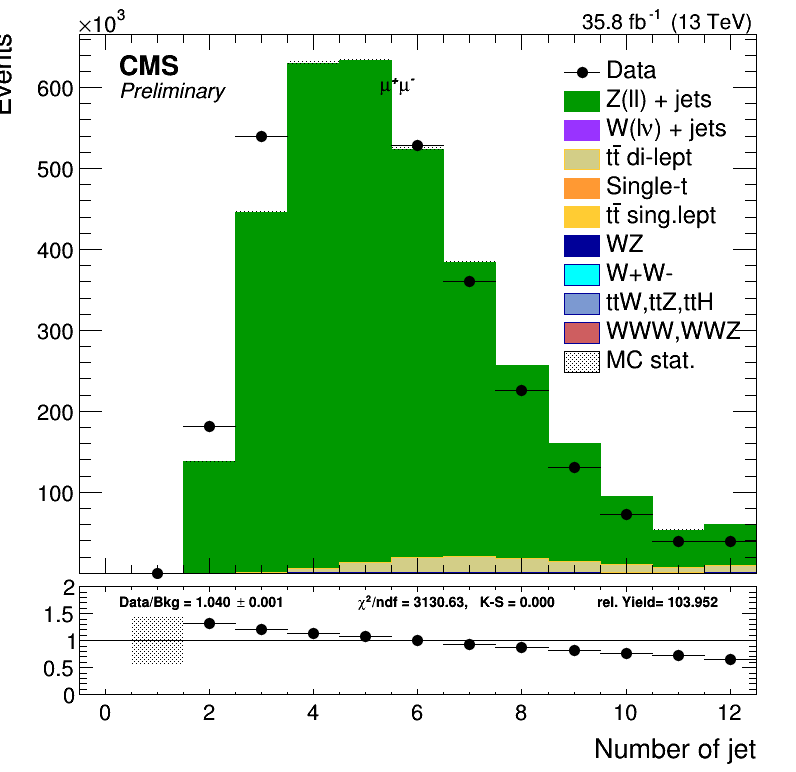 ×10³ 35.8 fb⁻¹ (13 TeV)
Events
CMS
Preliminary
μ⁺μ⁻
Data
Z(ll) + jets
W(lν) + jets
tt̄ di-lept
Single-t
tt̄ sing.lept
WZ
W+W-
ttW,ttZ,ttH
WWW,WWZ
MC stat.
600
500
400
300
200
100
Data/Bkg = 1.040 ± 0.001 χ²/ndf = 3130.63, K-S = 0.000 rel. Yield= 103.952
2
1.5
1
0.5
0
0 2 4 6 8 10 12
Number of jet